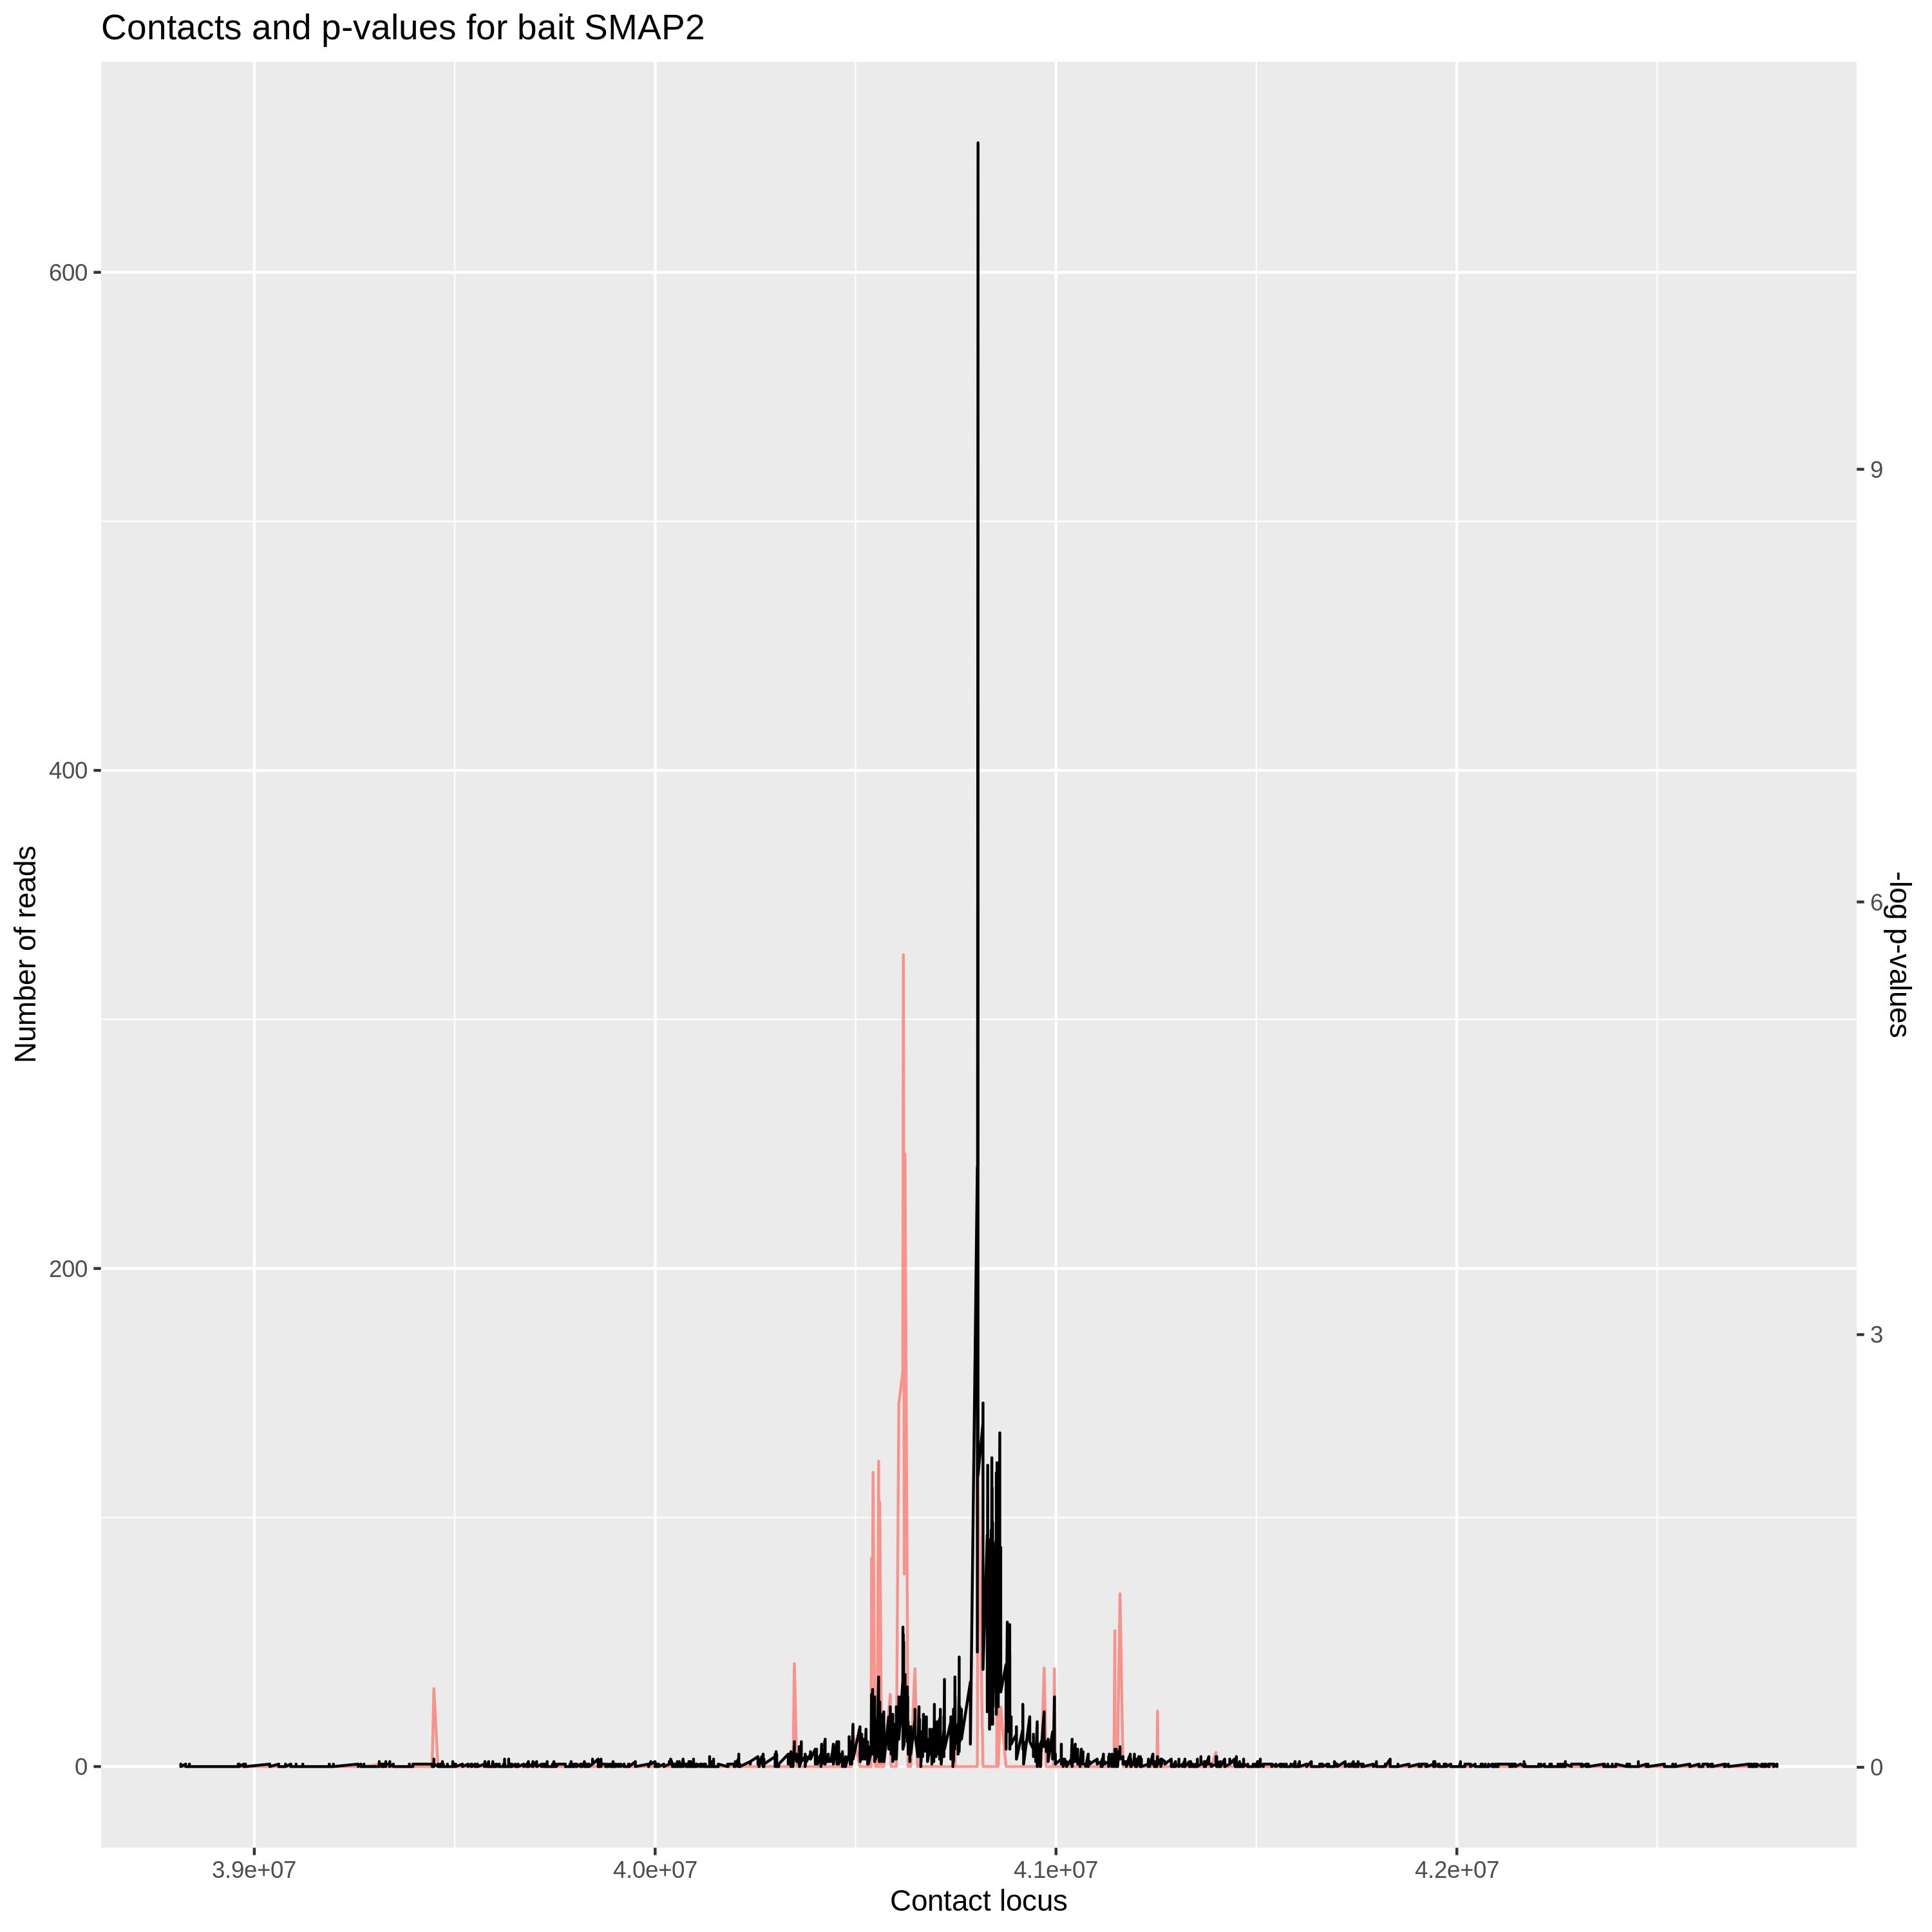 Contacts and p-values for bait SMAP2
600
400
200
0
Number of reads
9
6
3
0
-log p-values
3.9e+07
4.0e+07
4.1e+07
4.2e+07
Contact locus